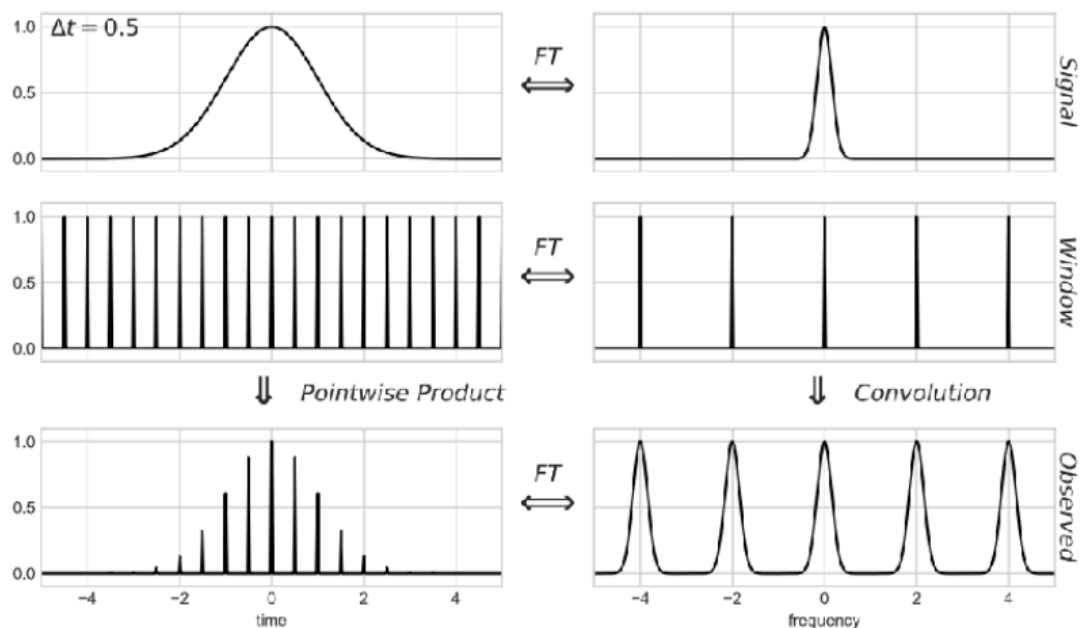 Δt = 0.5
1.0
0.5
0.0
FT
⇔
Signal
1.0
0.5
0.0
FT
⇔
Window
⇓ Pointwise Product
⇓ Convolution
1.0
0.5
0.0
FT
⇔
Observed
−4 −2 0 2 4
time
−4 −2 0 2 4
frequency